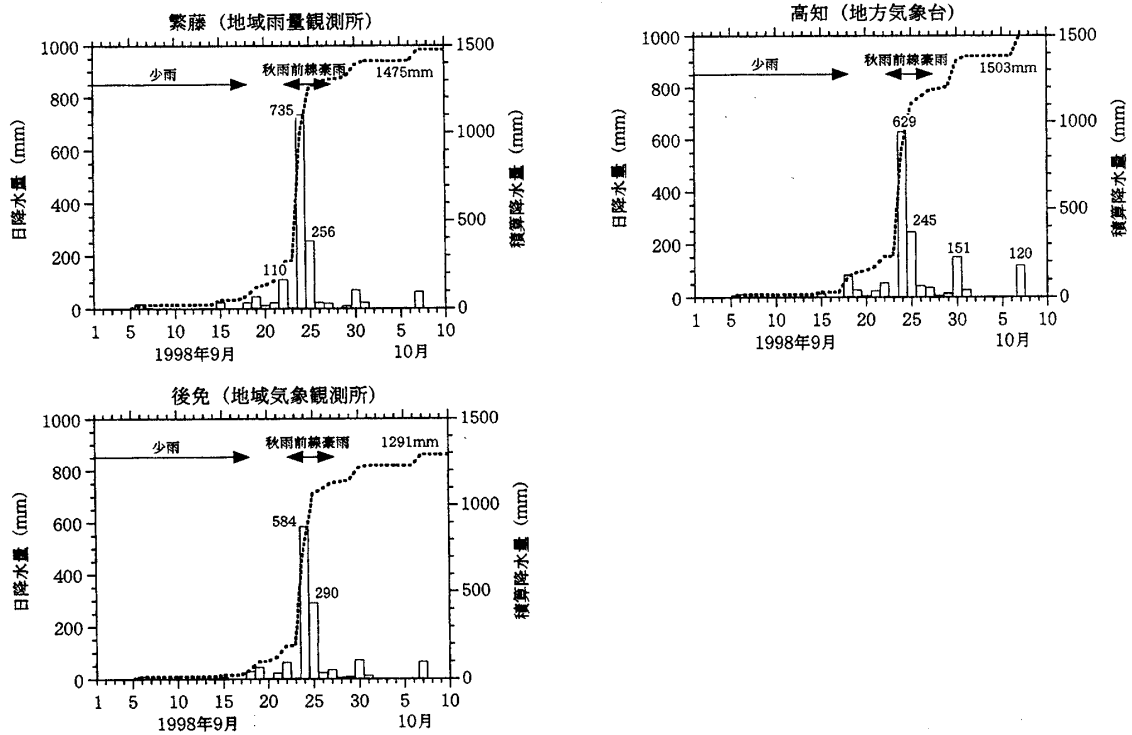 繁藤（地域雨量観測所）
1000
800
600
400
200
0
日降水量（mm）
1500
1000
500
0
積算降水量（mm）
少雨
秋雨前線豪雨
1475mm
735
256
110
1 5 10 15 20 25 30 5 10
1998年9月 10月
高知（地方気象台）
1000
800
600
400
200
0
日降水量（mm）
1500
1000
500
0
積算降水量（mm）
少雨
秋雨前線豪雨
1503mm
629
245
151
120
1 5 10 15 20 25 30 5 10
1998年9月 10月
後免（地域気象観測所）
1000
800
600
400
200
0
日降水量（mm）
1500
1000
500
0
積算降水量（mm）
少雨
秋雨前線豪雨
1291mm
584
290
1 5 10 15 20 25 30 5 10
1998年9月 10月